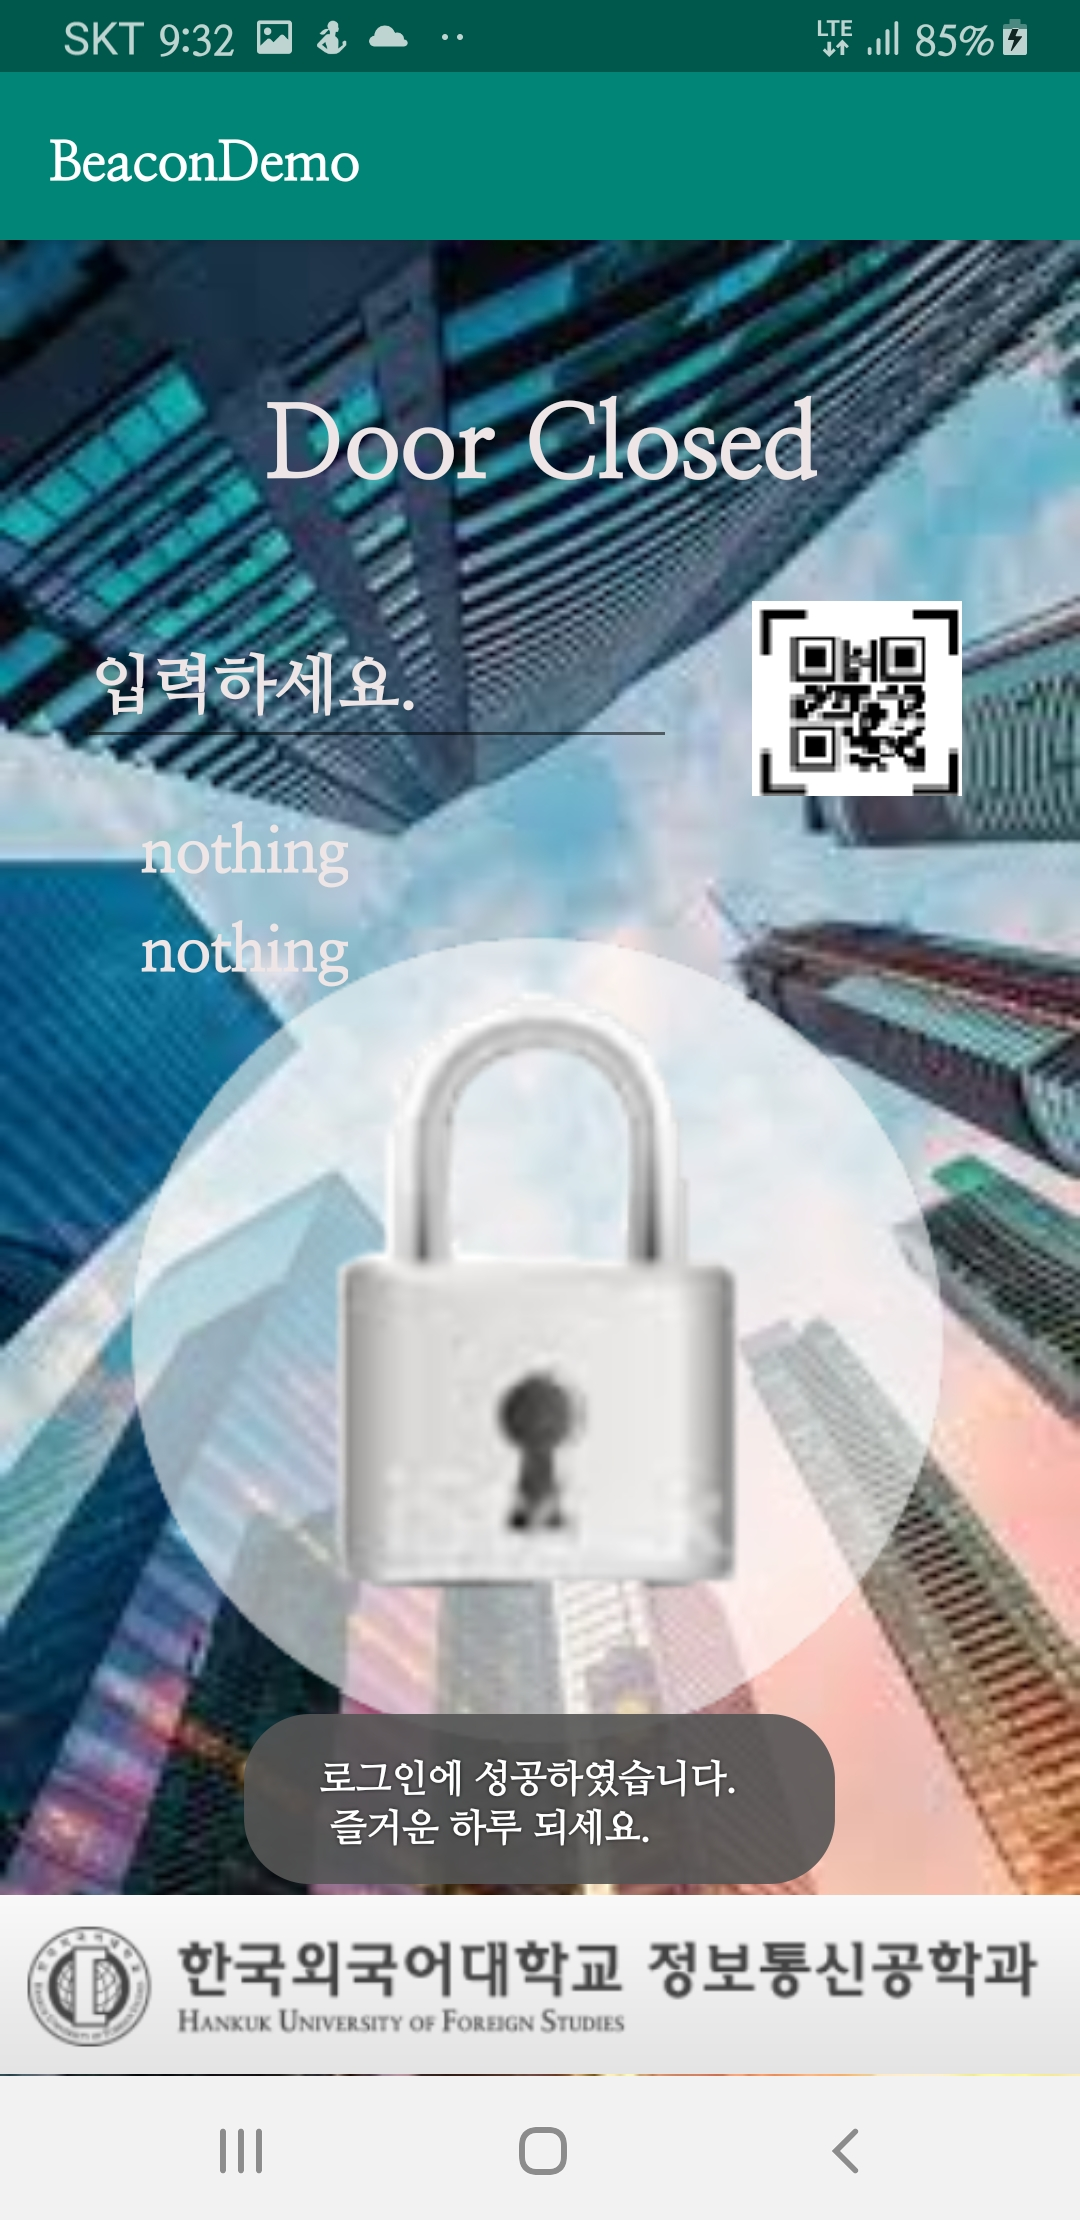 SKT 9:32 LTE 85%
BeaconDemo
Door Closed
입력하세요.
nothing
nothing
로그인에 성공하였습니다.
즐거운 하루 되세요.
한국외국어대학교 정보통신공학과
HANKUK UNIVERSITY OF FOREIGN STUDIES